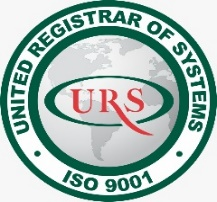 • UNITED REGISTRAR OF SYSTEMS •
URS
ISO 9001